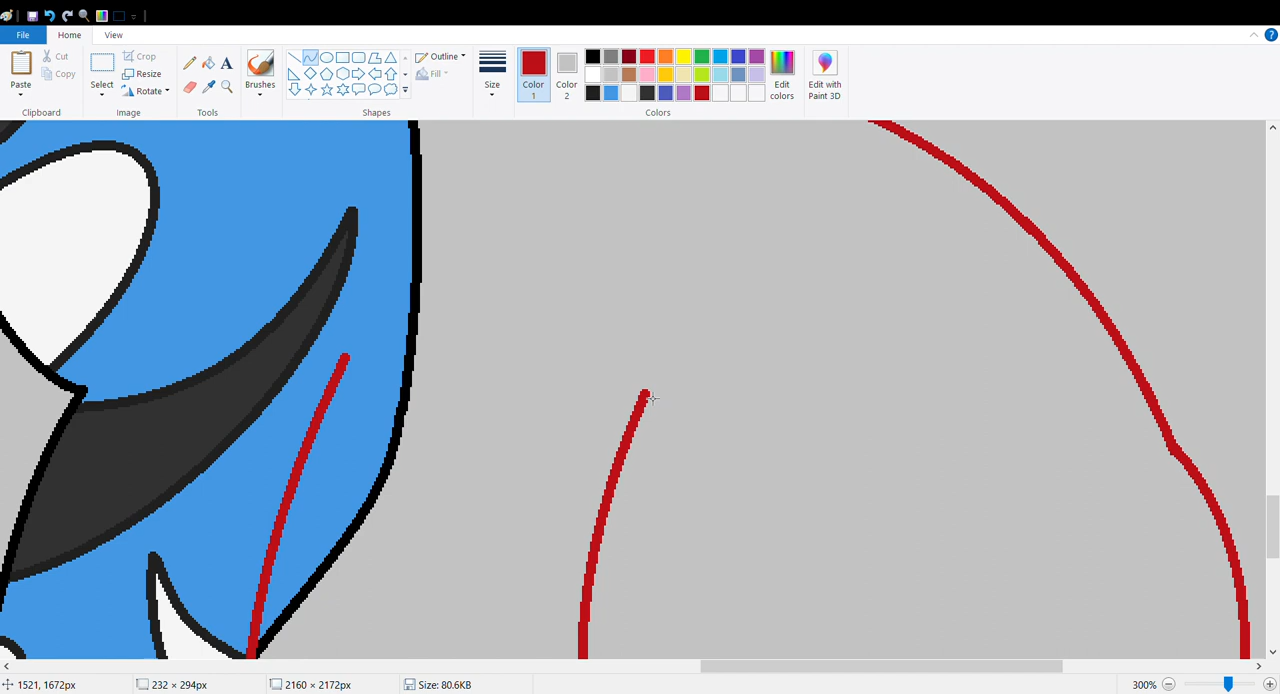 File Home View
Paste Cut Copy Clipboard
Select Crop Resize Rotate Image
A Tools
Brushes
Outline Fill Shapes
Size
Color 1 Color 2 Edit colors Colors
Edit with Paint 3D
1521, 1672px 232 × 294px 2160 × 2172px Size: 80.6KB 300%